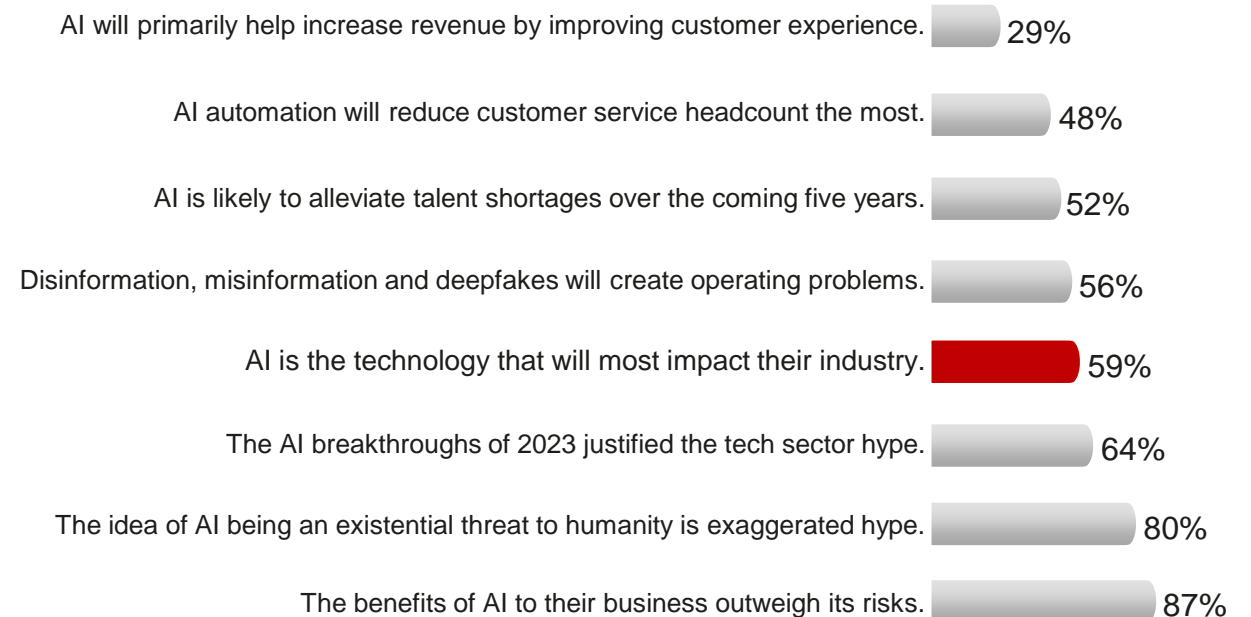 AI will primarily help increase revenue by improving customer experience. 29%
AI automation will reduce customer service headcount the most. 48%
AI is likely to alleviate talent shortages over the coming five years. 52%
Disinformation, misinformation and deepfakes will create operating problems. 56%
AI is the technology that will most impact their industry. 59%
The AI breakthroughs of 2023 justified the tech sector hype. 64%
The idea of AI being an existential threat to humanity is exaggerated hype. 80%
The benefits of AI to their business outweigh its risks. 87%